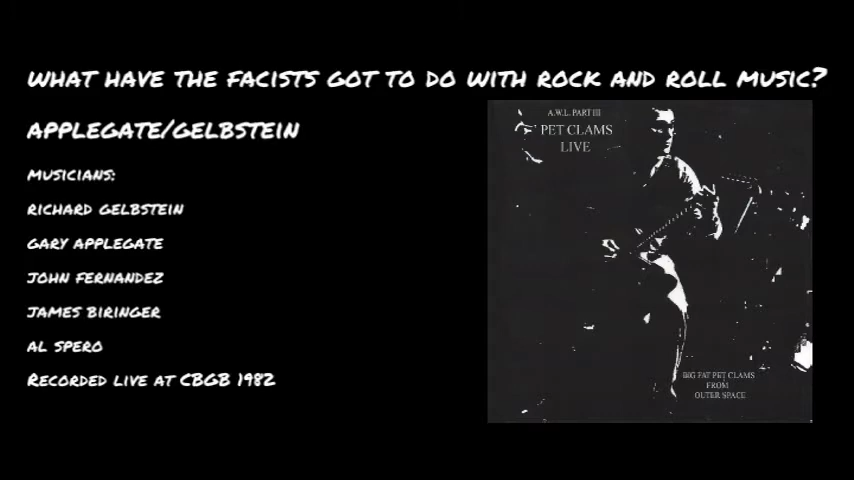 WHAT HAVE THE FACISTS GOT TO DO WITH ROCK AND ROLL MUSIC?
APPLEGATE/GELBSTEIN
MUSICIANS:
RICHARD GELBSTEIN
GARY APPLEGATE
JOHN FERNANDEZ
JAMES BIRINGER
AL SPERO
RECORDED LIVE AT CBGB 1982
A.W.L. PART III
PET CLAMS
LIVE
BIG FAT PET CLAMS
FROM
OUTER SPACE